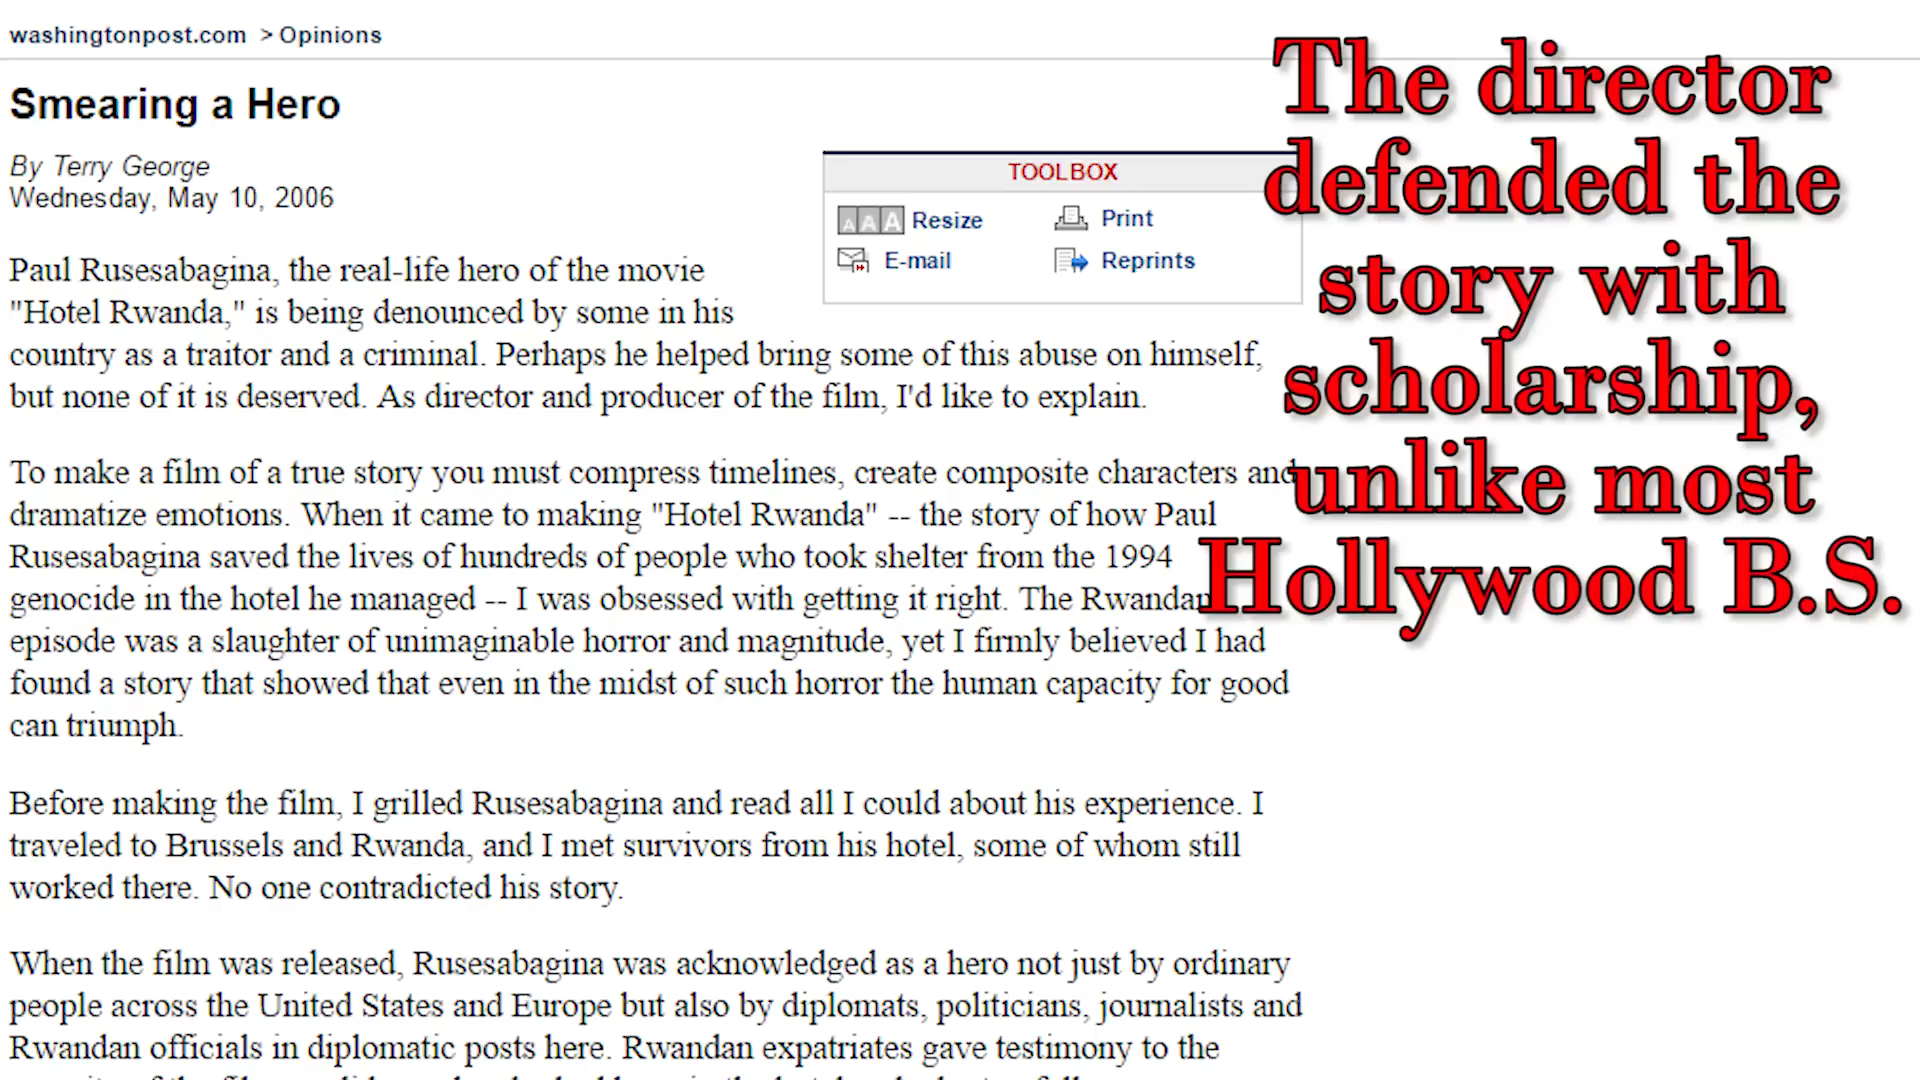 washingtonpost.com > Opinions
Smearing a Hero
By Terry George
Wednesday, May 10, 2006
TOOLBOX
AAA Resize
Print
E-mail
Reprints
Paul Rusesabagina, the real-life hero of the movie
"Hotel Rwanda," is being denounced by some in his
country as a traitor and a criminal. Perhaps he helped bring some of this abuse on himself,
but none of it is deserved. As director and producer of the film, I'd like to explain.
To make a film of a true story you must compress timelines, create composite characters and
dramatize emotions. When it came to making "Hotel Rwanda" -- the story of how Paul
Rusesabagina saved the lives of hundreds of people who took shelter from the 1994
genocide in the hotel he managed -- I was obsessed with getting it right. The Rwandan
episode was a slaughter of unimaginable horror and magnitude, yet I firmly believed I had
found a story that showed that even in the midst of such horror the human capacity for good
can triumph.
Before making the film, I grilled Rusesabagina and read all I could about his experience. I
traveled to Brussels and Rwanda, and I met survivors from his hotel, some of whom still
worked there. No one contradicted his story.
When the film was released, Rusesabagina was acknowledged as a hero not just by ordinary
people across the United States and Europe but also by diplomats, politicians, journalists and
Rwandan officials in diplomatic posts here. Rwandan expatriates gave testimony to the
The director
defended the
story with
scholarship,
unlike most
Hollywood B.S.